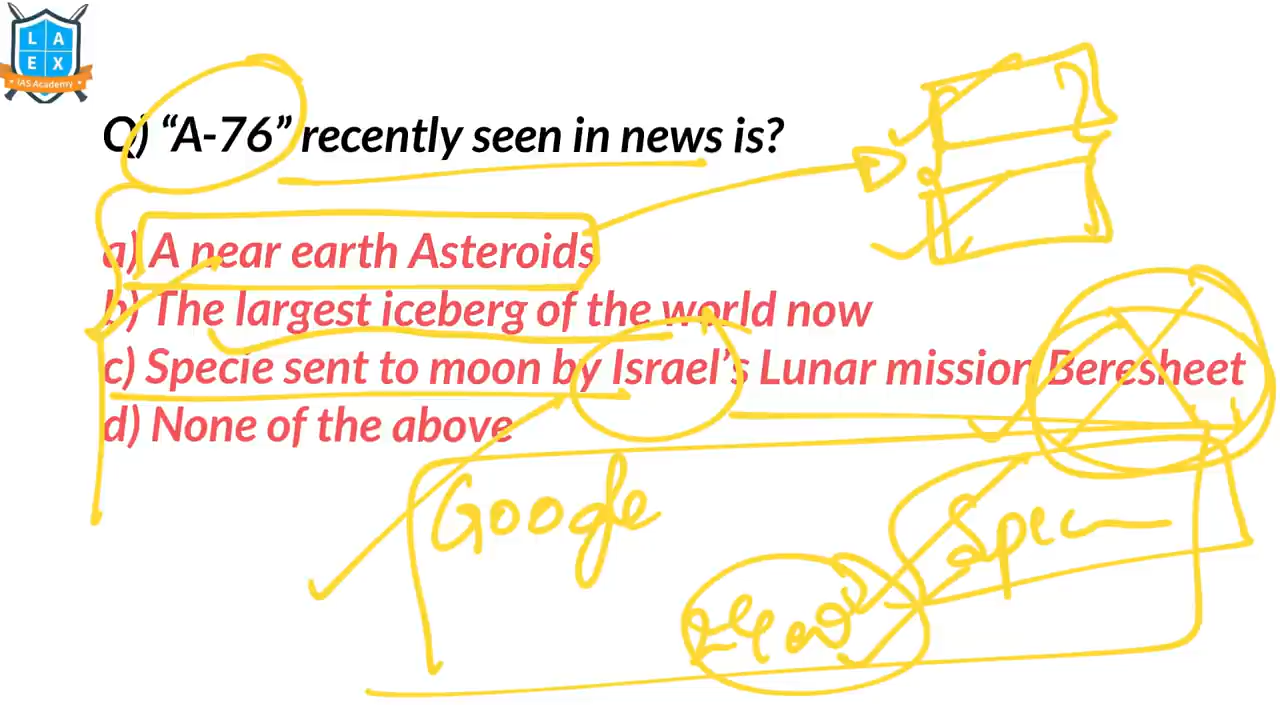 L A
E X
IAS Academy
Q) “A-76” recently seen in news is?
a) A near earth Asteroids
b) The largest iceberg of the world now
c) Specie sent to moon by Israel’s Lunar mission Beresheet
d) None of the above
Google